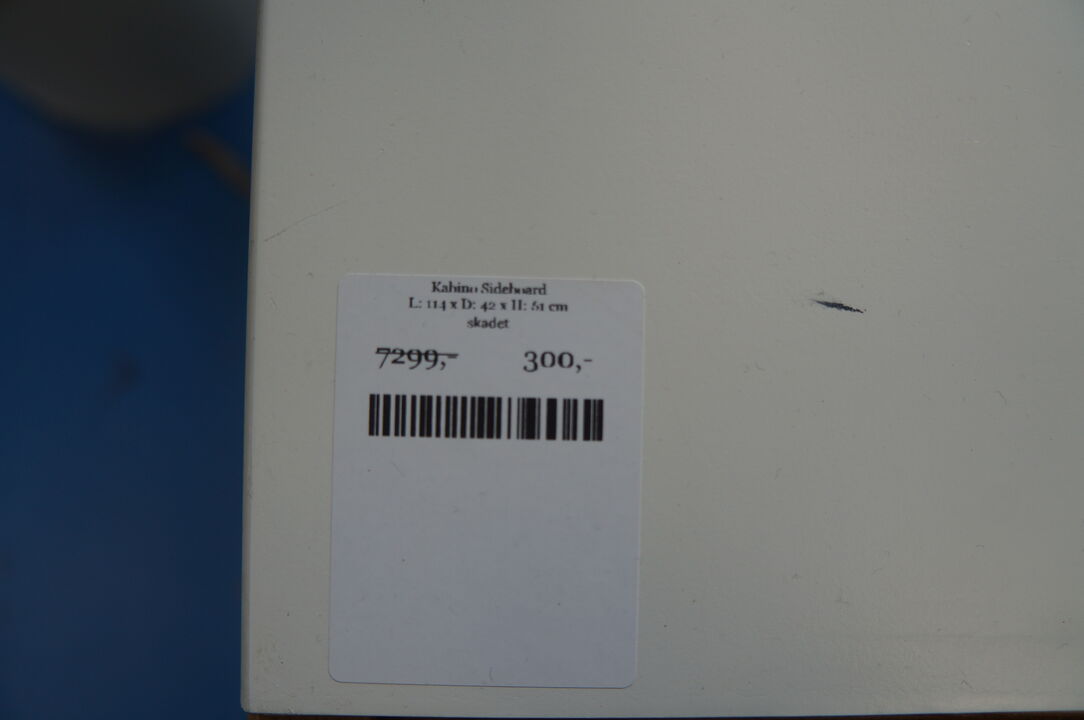 Kabino Sideboard
L: 114 x D: 42 x H: 51 cm
skadet
7299,- 300,-